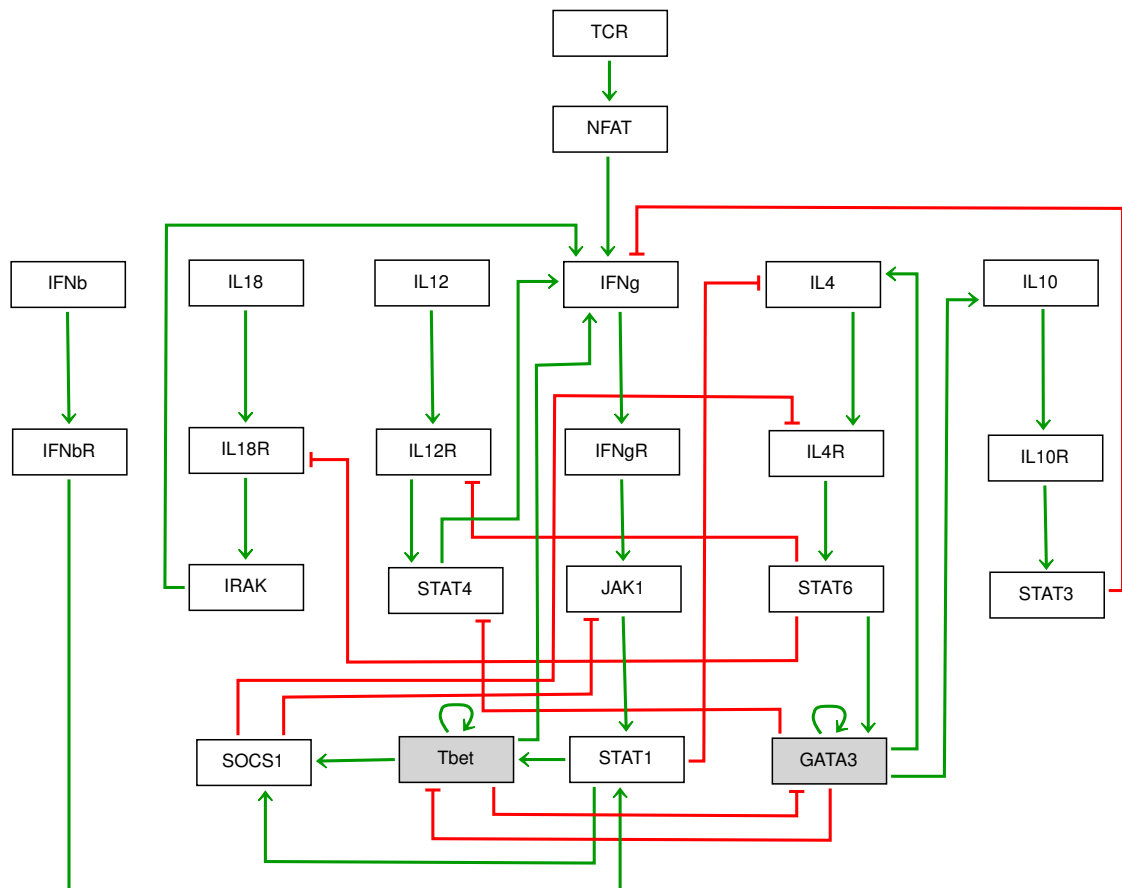 TCR
NFAT
IFNb
IL18
IL12
IFNg
IL4
IL10
IFNbR
IL18R
IL12R
IFNgR
IL4R
IL10R
IRAK
STAT4
JAK1
STAT6
STAT3
SOCS1
Tbet
STAT1
GATA3